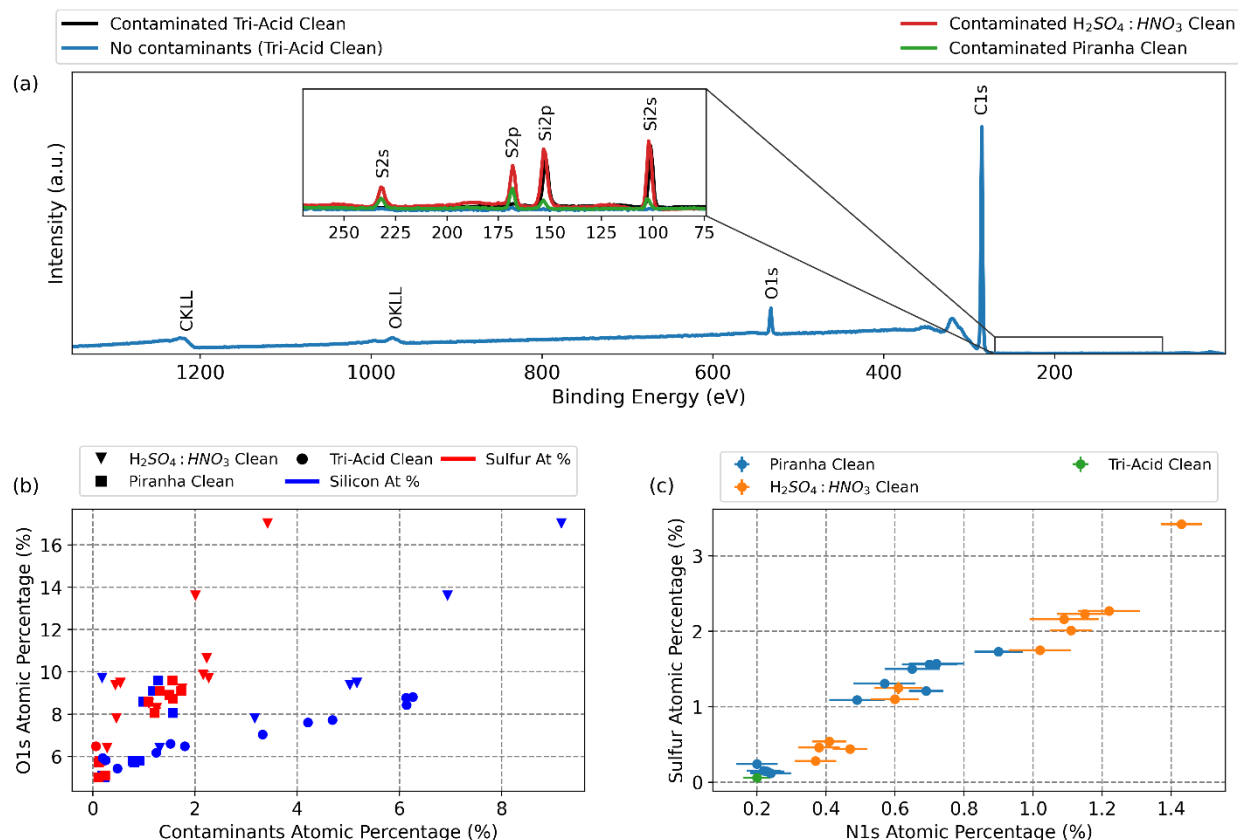 Contaminated Tri-Acid Clean
No contaminants (Tri-Acid Clean)
Contaminated H₂SO₄ : HNO₃ Clean
Contaminated Piranha Clean
(a)
Intensity (a.u.)
CKLL
OKLL
O1s
C1s
S2s
S2p
Si2p
Si2s
250 225 200 175 150 125 100 75
1200 1000 800 600 400 200
Binding Energy (eV)
(b)
H₂SO₄ : HNO₃ Clean
Piranha Clean
Tri-Acid Clean
Silicon At %
Sulfur At %
O1s Atomic Percentage (%)
16
14
12
10
8
6
0 2 4 6 8
Contaminants Atomic Percentage (%)
(c)
Piranha Clean
H₂SO₄ : HNO₃ Clean
Tri-Acid Clean
Sulfur Atomic Percentage (%)
3
2
1
0
0.2 0.4 0.6 0.8 1.0 1.2 1.4
N1s Atomic Percentage (%)